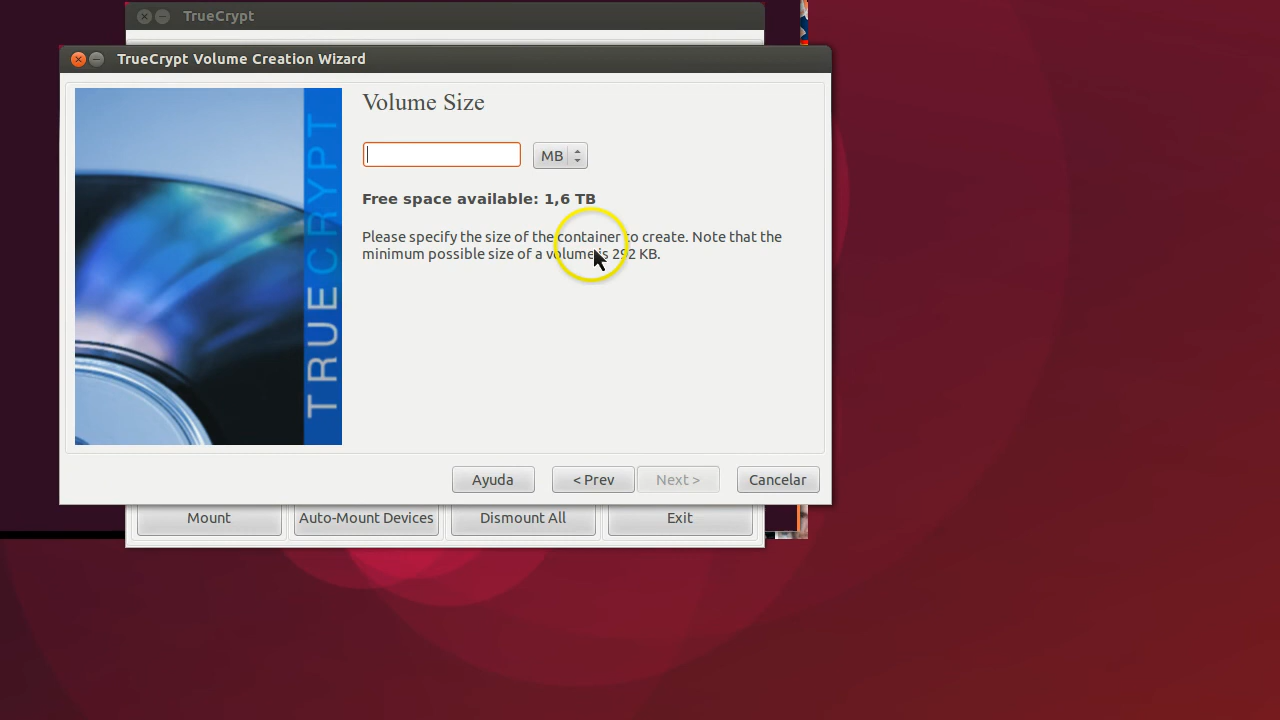 TrueCrypt
TrueCrypt Volume Creation Wizard
TRUECRYPT
Volume Size
MB
Free space available: 1,6 TB
Please specify the size of the container to create. Note that the
minimum possible size of a volume is 292 KB.
Ayuda
< Prev
Next >
Cancelar
Mount
Auto-Mount Devices
Dismount All
Exit